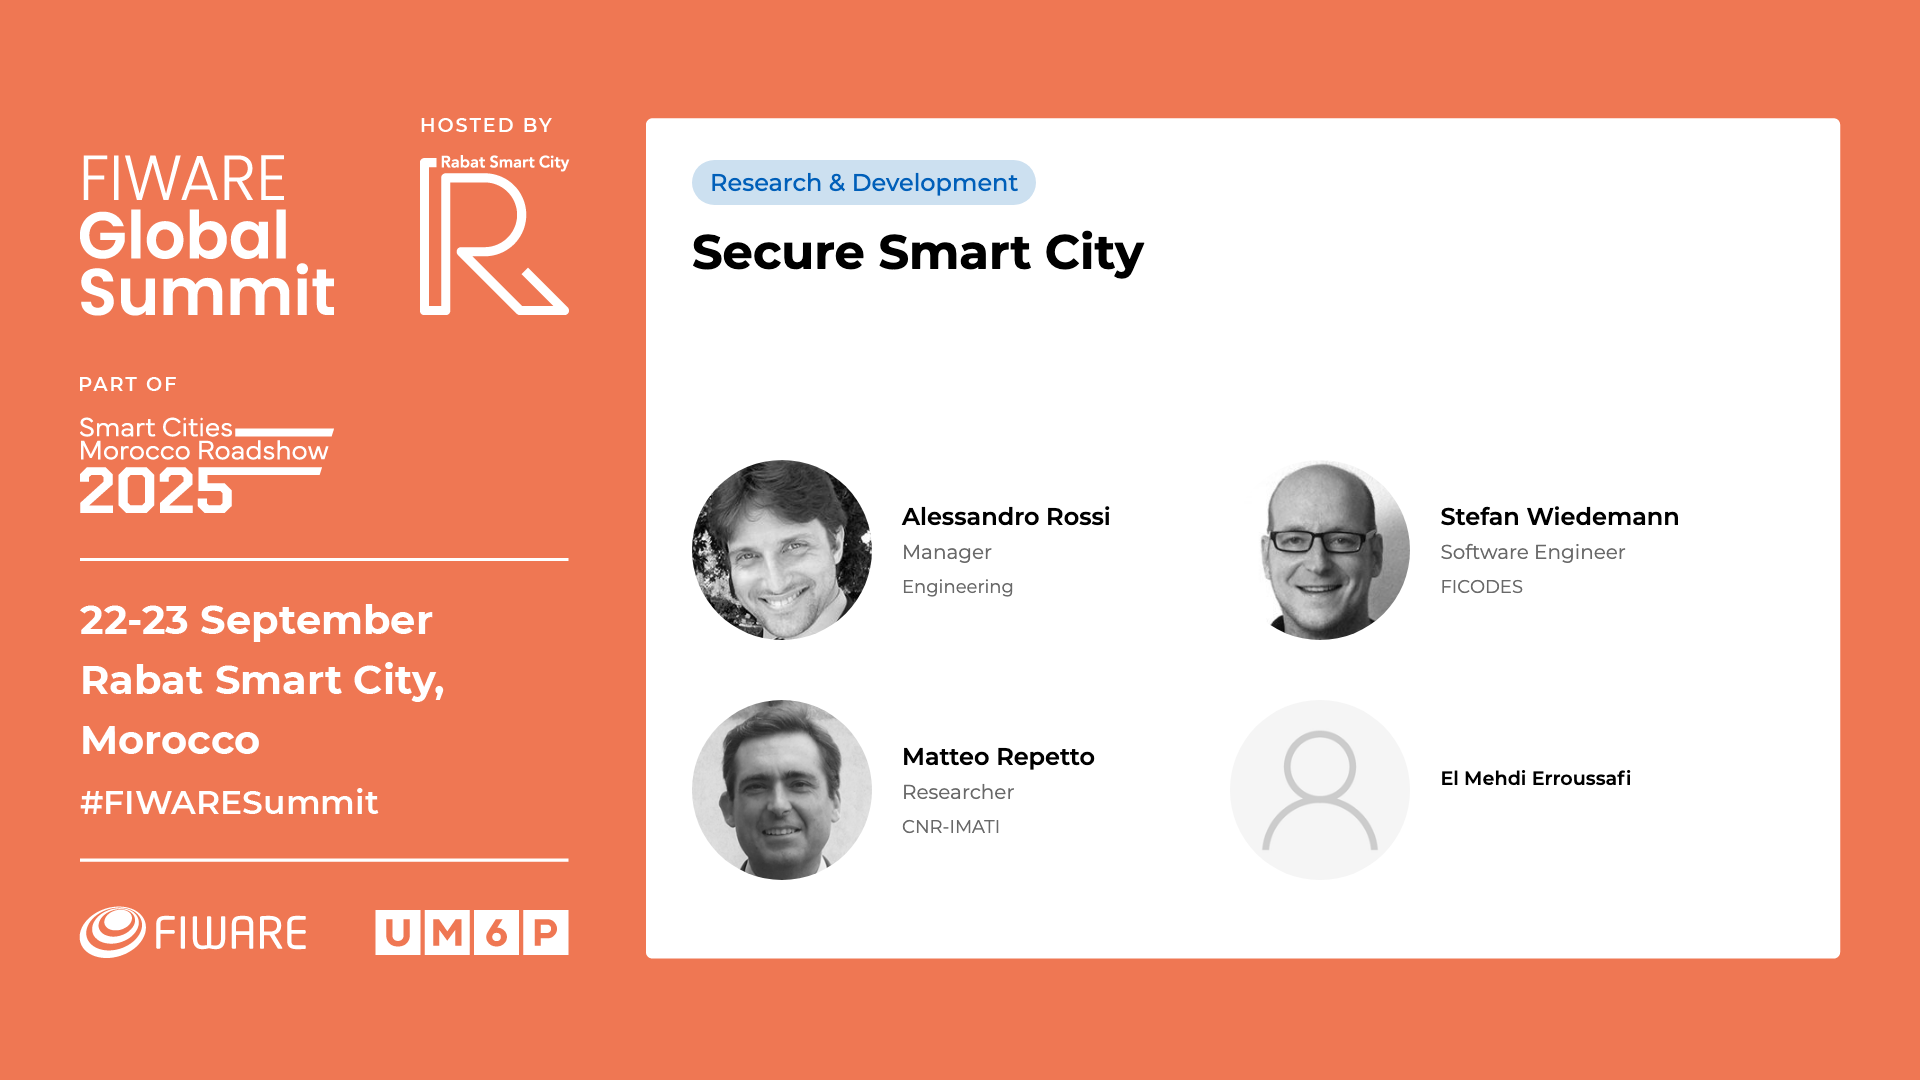 FIWARE
Global
Summit
HOSTED BY
Rabat Smart City
R
PART OF
Smart Cities
Morocco Roadshow
2025
22-23 September
Rabat Smart City,
Morocco
#FIWARESummit
FIWARE
UM6P
Research & Development
Secure Smart City
Alessandro Rossi
Manager
Engineering
Stefan Wiedemann
Software Engineer
FICODES
Matteo Repetto
Researcher
CNR-IMATI
El Mehdi Erroussafi